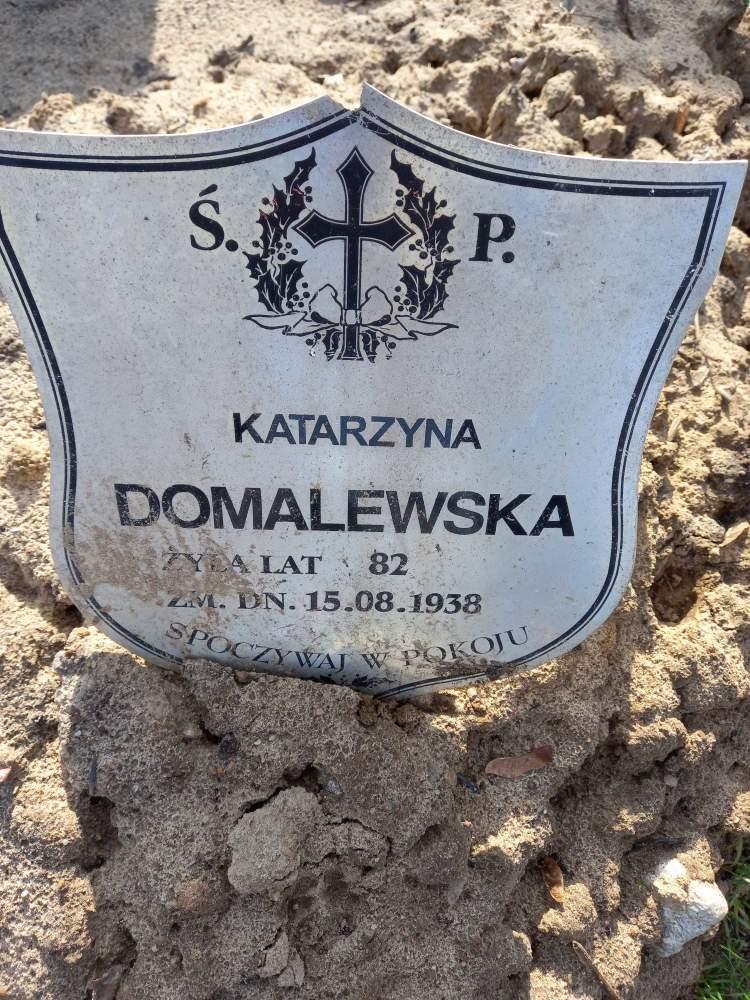 Ś. P.
KATARZYNA
DOMALEWSKA
ŻYŁA LAT 82
ZM. DN. 15.08.1938
SPOCZYWAJ W POKOJU